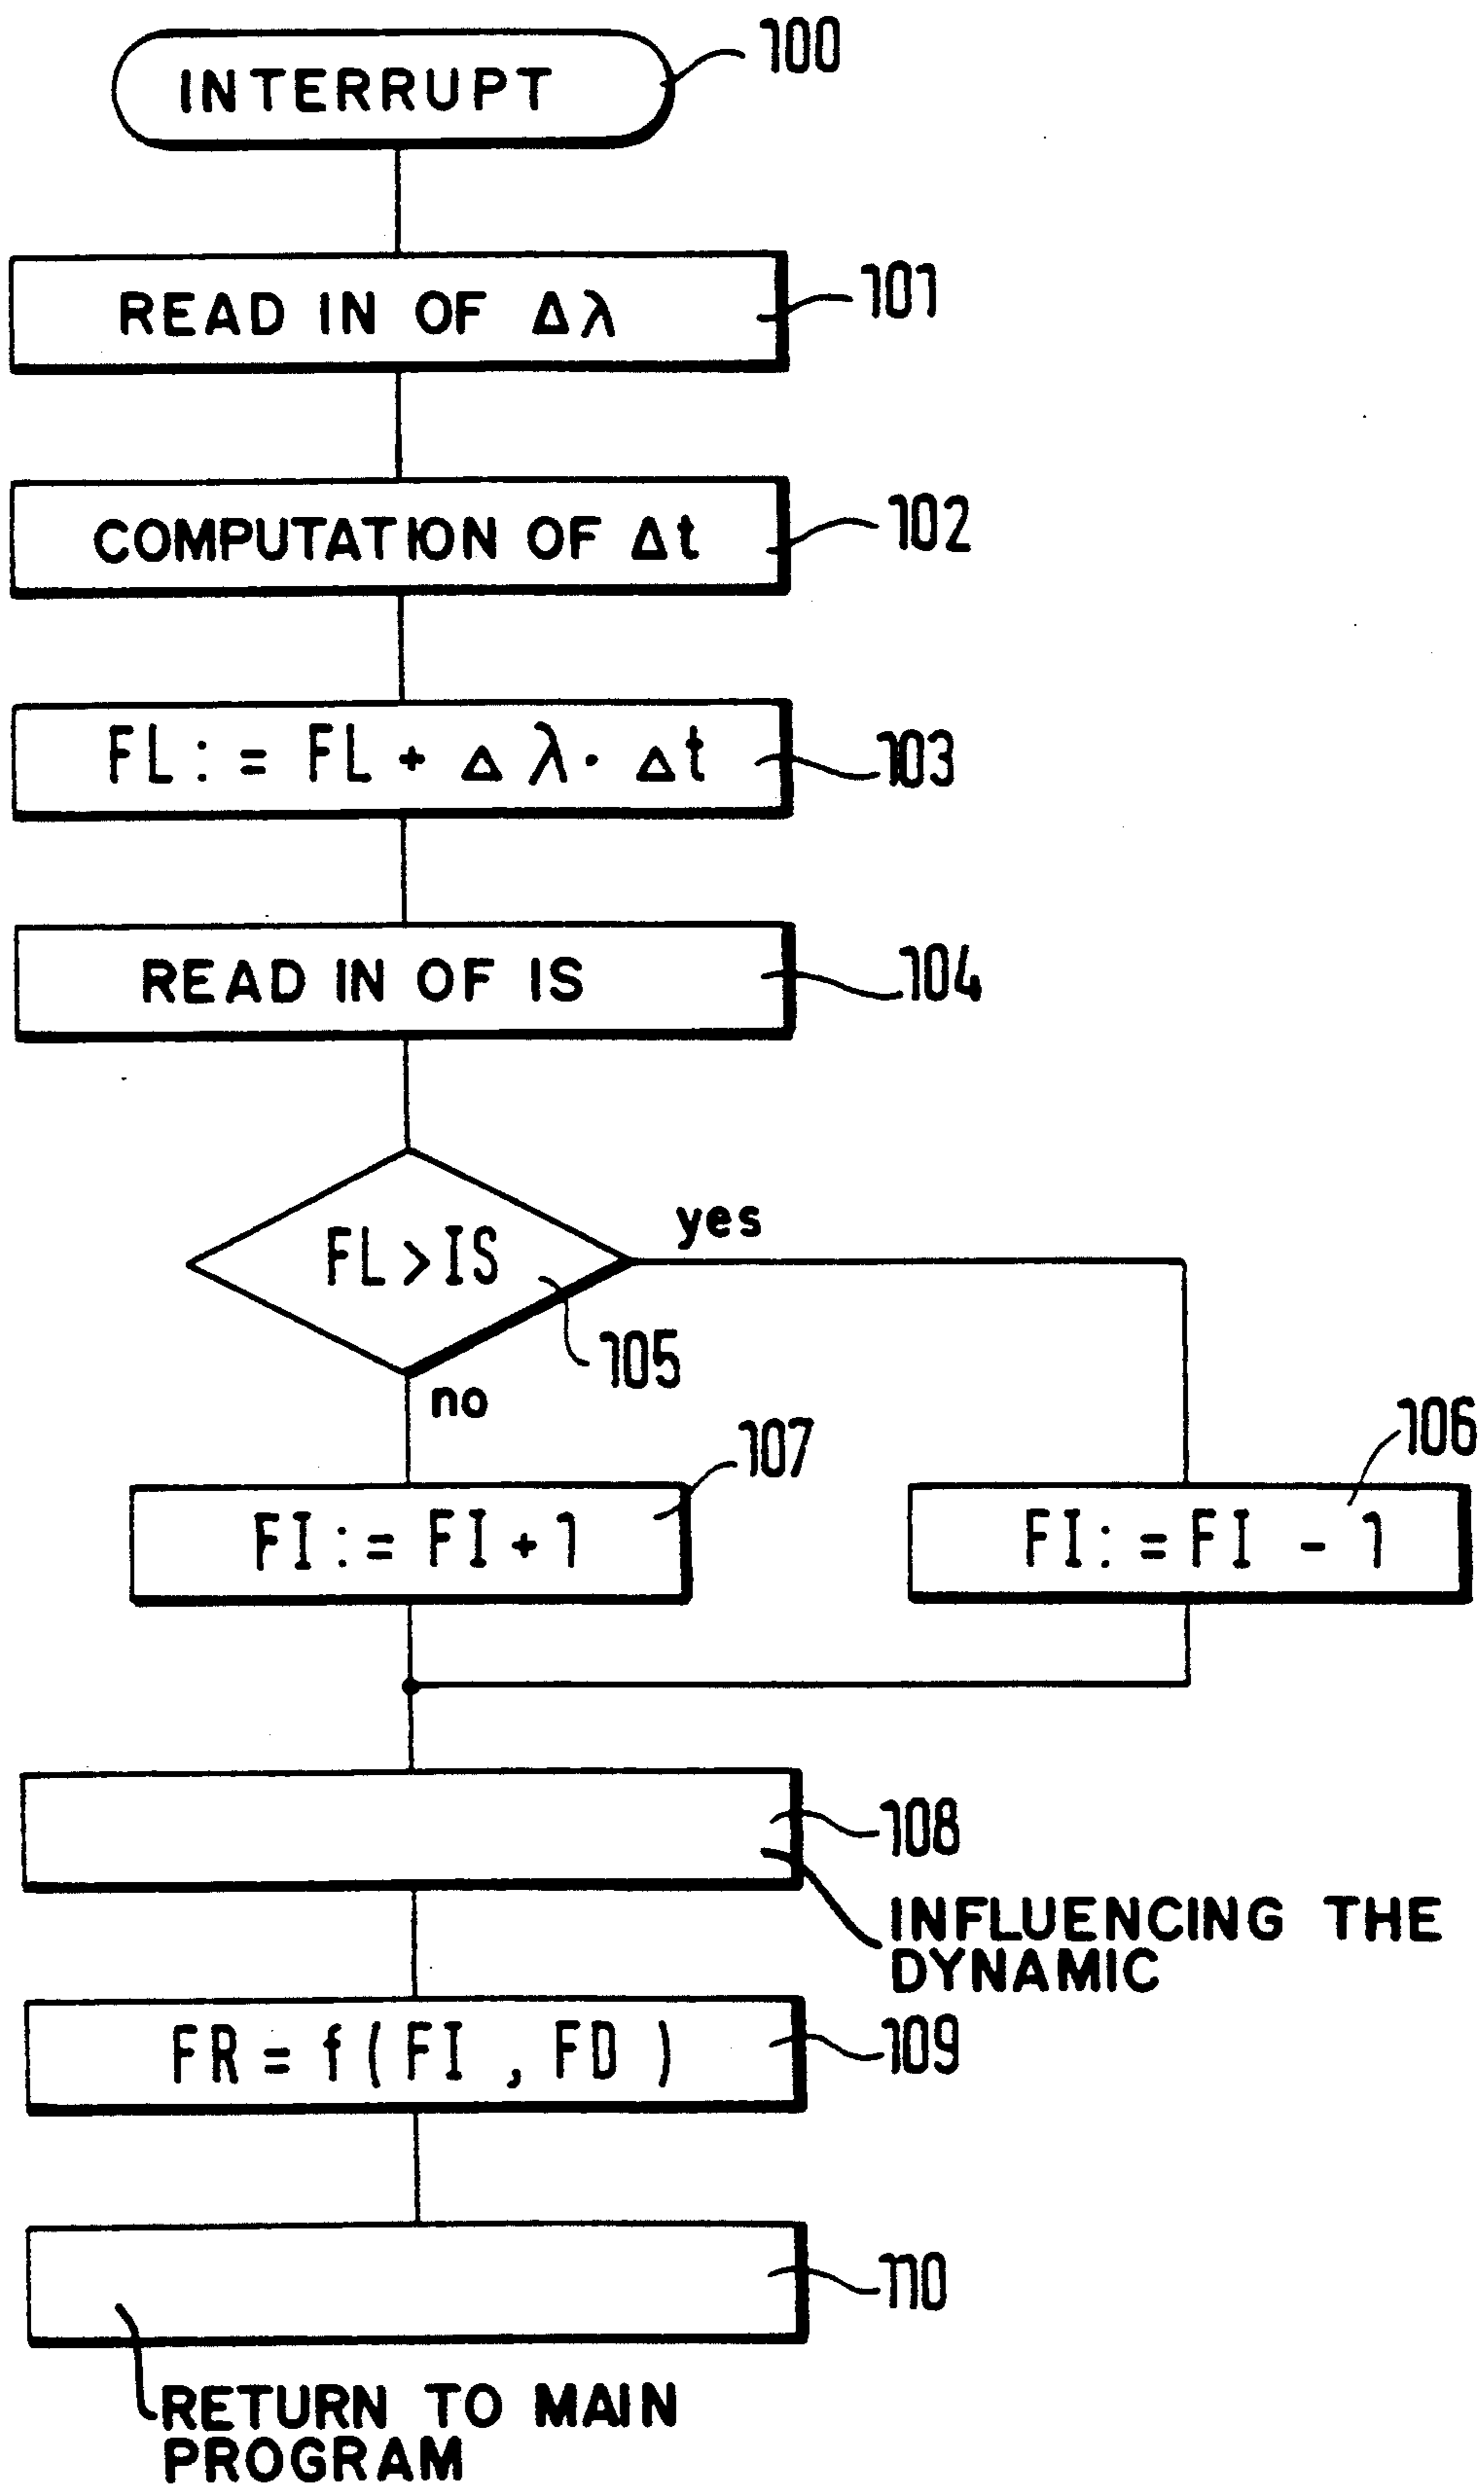 INTERRUPT
100
READ IN OF Δλ
101
COMPUTATION OF Δt
102
FL := FL + Δλ · Δt
103
READ IN OF IS
104
FL > IS
105
yes
no
107
106
FI := FI + 1
FI := FI - 1
108
INFLUENCING THE
DYNAMIC
FR = f ( FI , FD )
109
110
RETURN TO MAIN
PROGRAM